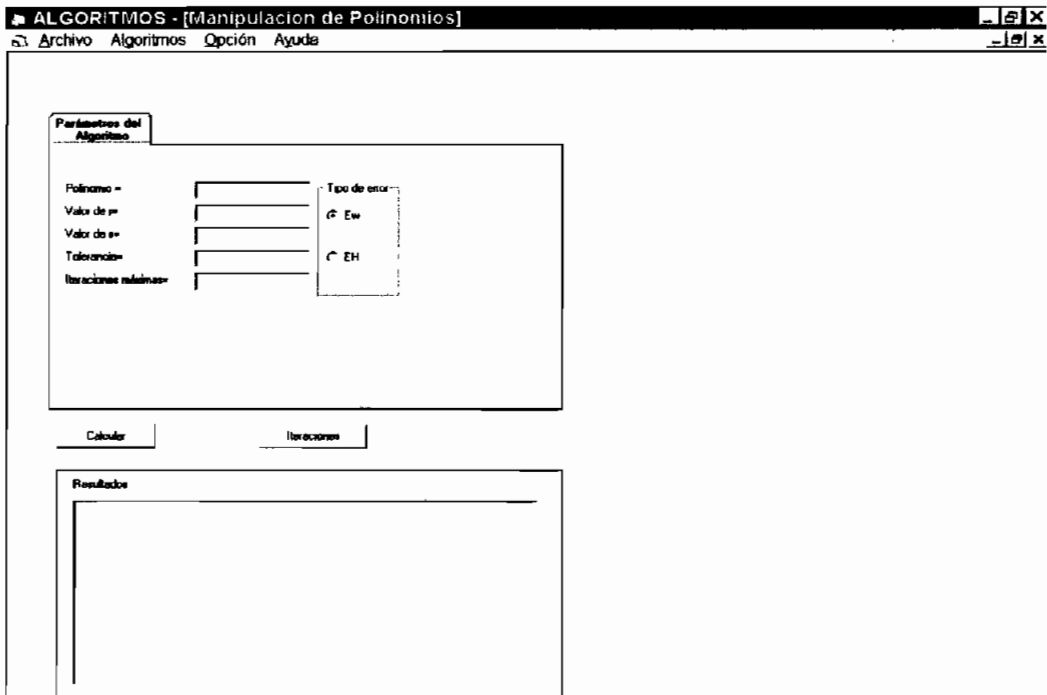 ALGORITMOS - [Manipulacion de Polinomios]
Archivo Algoritmos Opción Ayuda
Parámetros del
Algoritmo
Polinomio =
Tipo de error
Valor de r=
Ew
Valor de s=
Tolerancia=
EH
Iteraciones máximas=
Calcular Iteraciones
Resultados